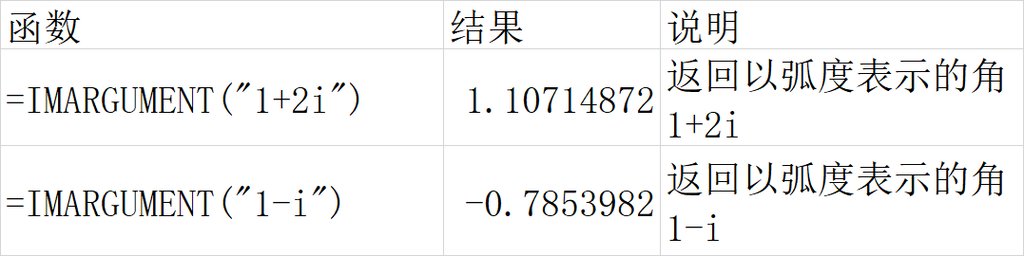 函数 结果 说明
=IMARGUMENT("1+2i") 1.10714872 返回以弧度表示的角
1+2i
=IMARGUMENT("1-i") -0.7853982 返回以弧度表示的角
1-i